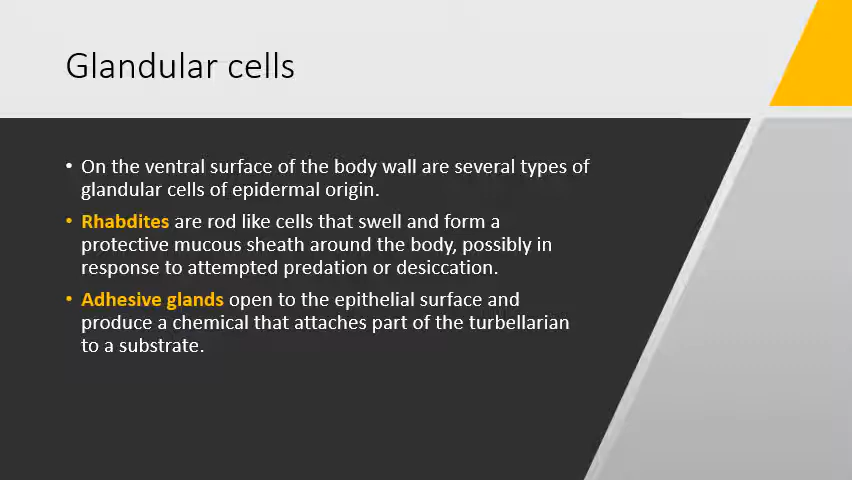 Glandular cells
• On the ventral surface of the body wall are several types of
glandular cells of epidermal origin.
• Rhabdites are rod like cells that swell and form a
protective mucous sheath around the body, possibly in
response to attempted predation or desiccation.
• Adhesive glands open to the epithelial surface and
produce a chemical that attaches part of the turbellarian
to a substrate.